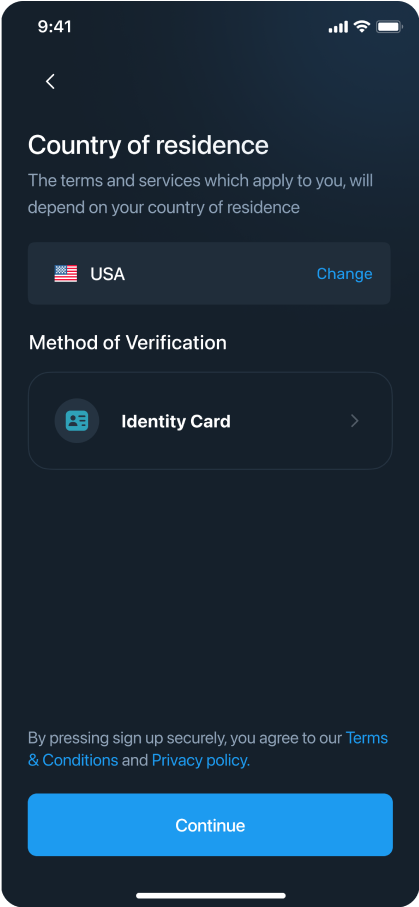 9:41
Country of residence
The terms and services which apply to you, will
depend on your country of residence
USA
Change
Method of Verification
Identity Card
By pressing sign up securely, you agree to our Terms
& Conditions and Privacy policy.
Continue